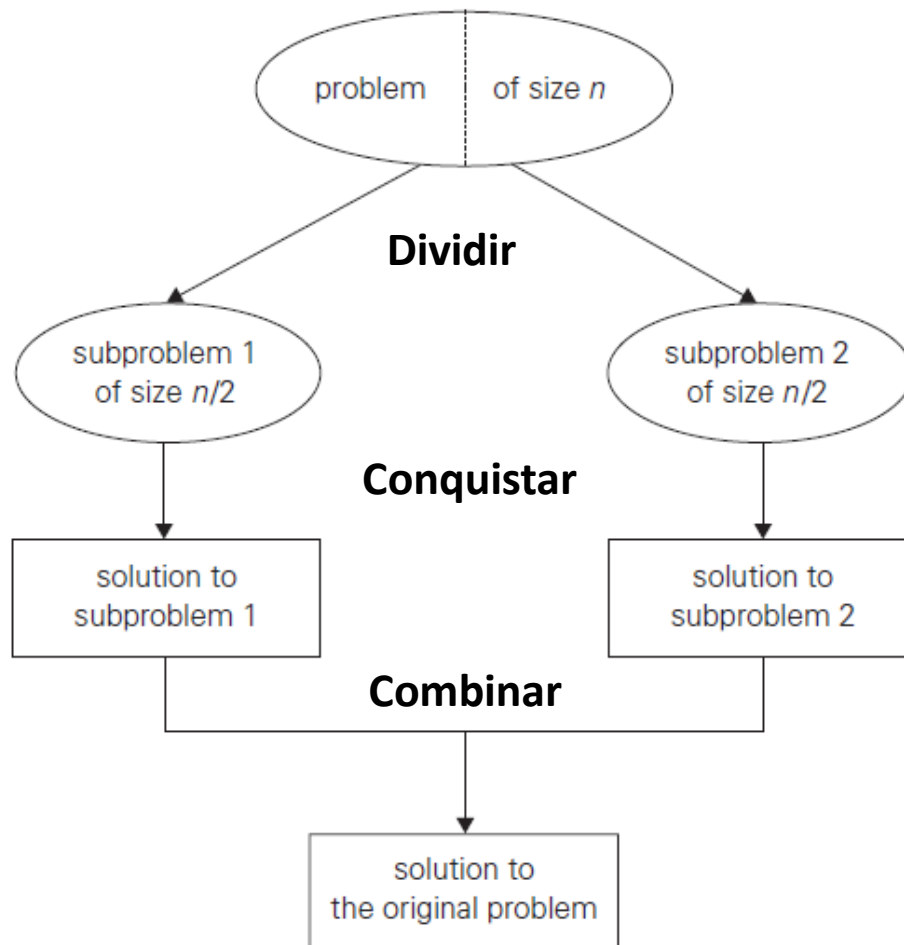 problem of size n
Dividir
subproblem 1
of size n/2
subproblem 2
of size n/2
Conquistar
solution to
subproblem 1
solution to
subproblem 2
Combinar
solution to
the original problem